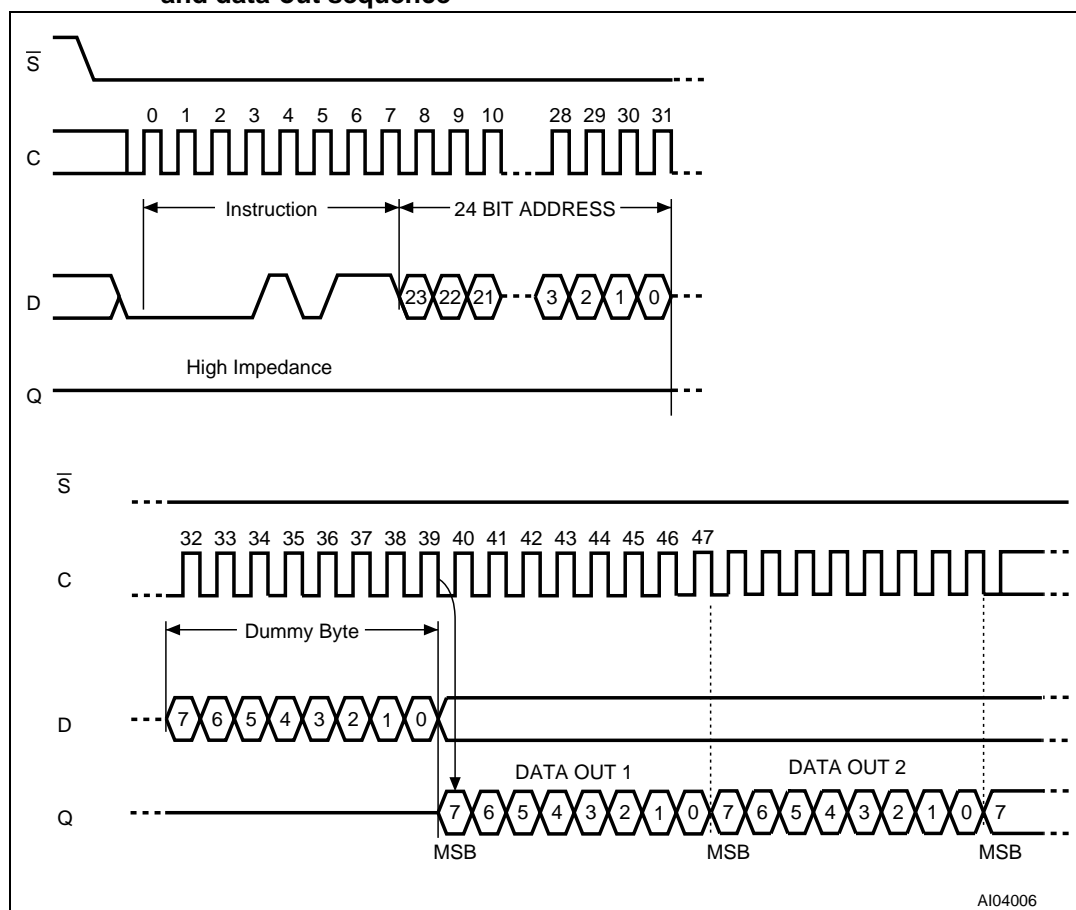 and data-out sequence
S
0 1 2 3 4 5 6 7 8 9 10 28 29 30 31
C
Instruction 24 BIT ADDRESS
D 23 22 21 3 2 1 0
High Impedance
Q
S
32 33 34 35 36 37 38 39 40 41 42 43 44 45 46 47
C
Dummy Byte
D 7 6 5 4 3 2 1 0
DATA OUT 1 DATA OUT 2
Q 7 6 5 4 3 2 1 0 7 6 5 4 3 2 1 0 7
MSB MSB MSB
AI04006